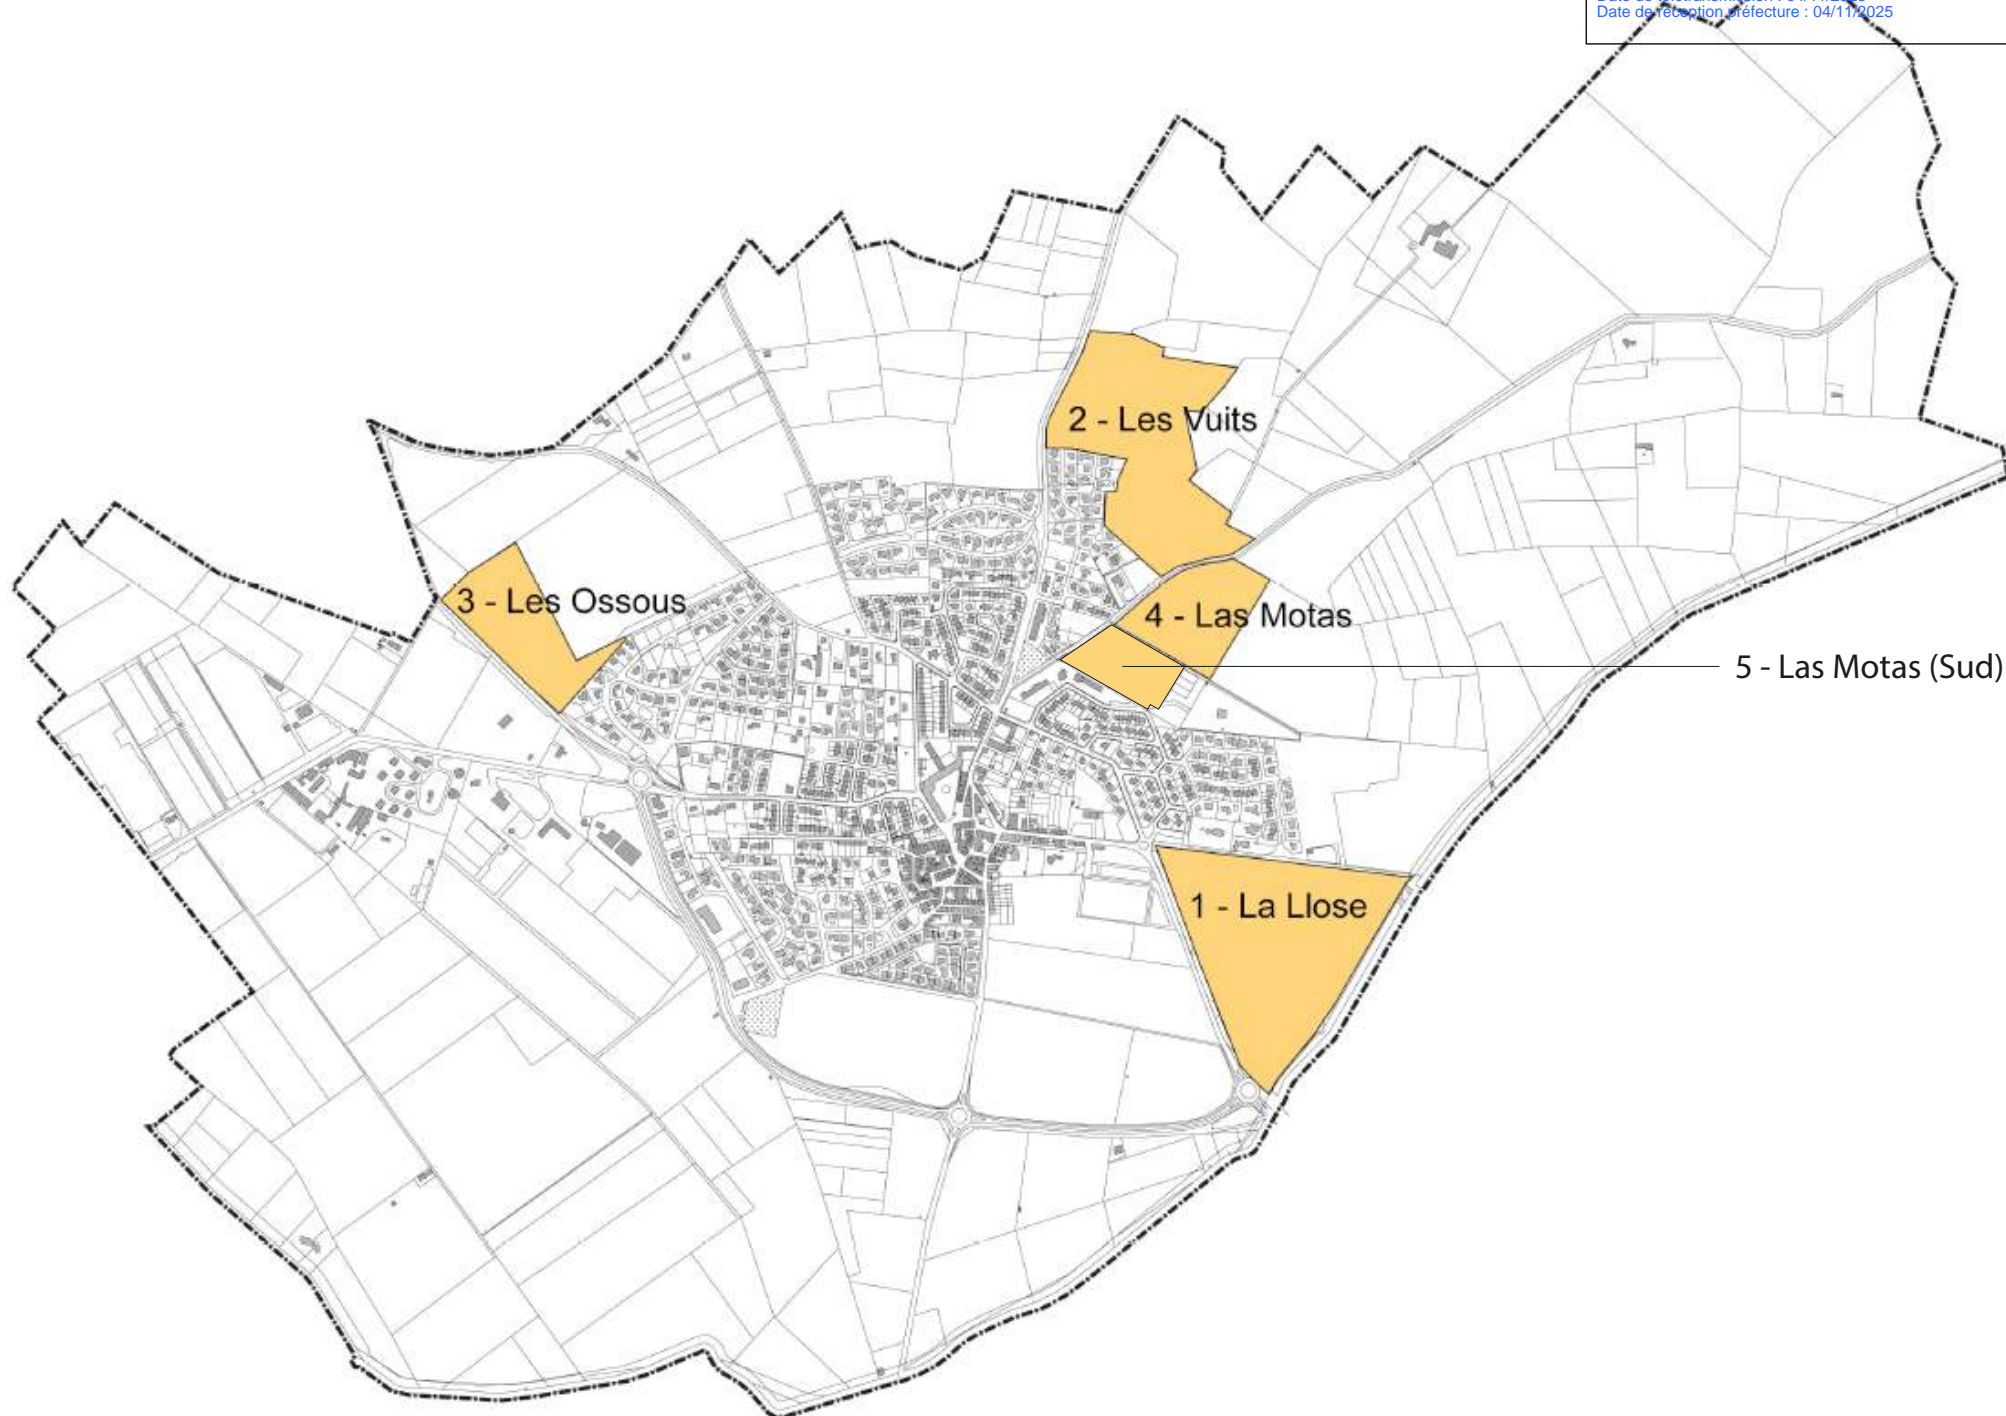 Date de réception préfecture : 04/11/2025
2 - Les Vuits
3 - Les Ossous
4 - Las Motas
5 - Las Motas (Sud)
1 - La Llose